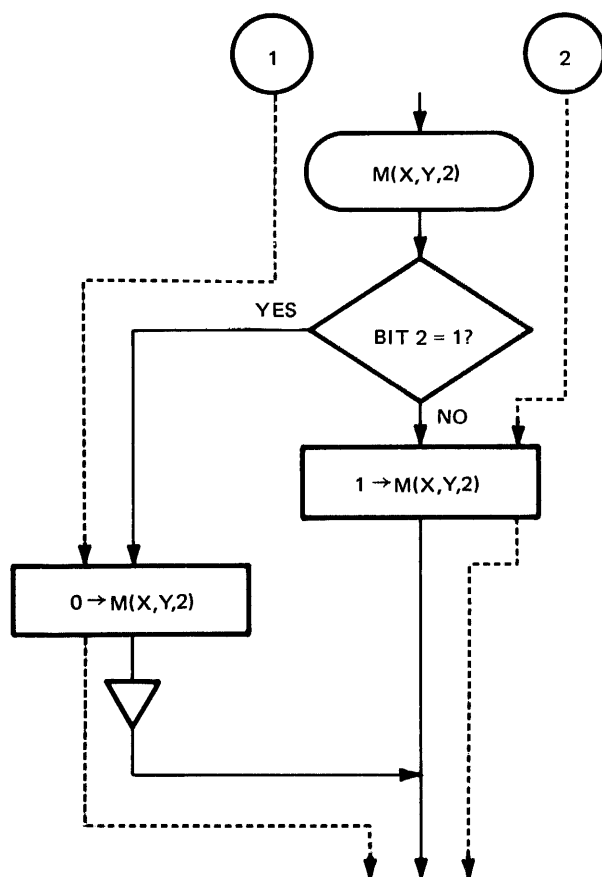 1
2
M(X,Y,2)
YES
BIT 2 = 1?
NO
1→M(X,Y,2)
0→M(X,Y,2)